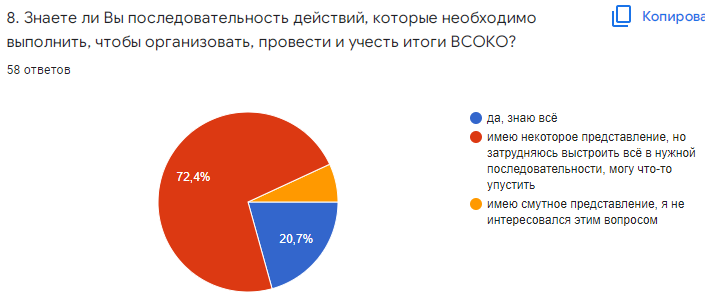 8. Знаете ли Вы последовательность действий, которые необходимо
выполнить, чтобы организовать, провести и учесть итоги ВСОКО?
Копирова
58 ответов
72,4%
20,7%
да, знаю всё
имею некоторое представление, но
затрудняюсь выстроить всё в нужной
последовательности, могу что-то
упустить
имею смутное представление, я не
интересовался этим вопросом